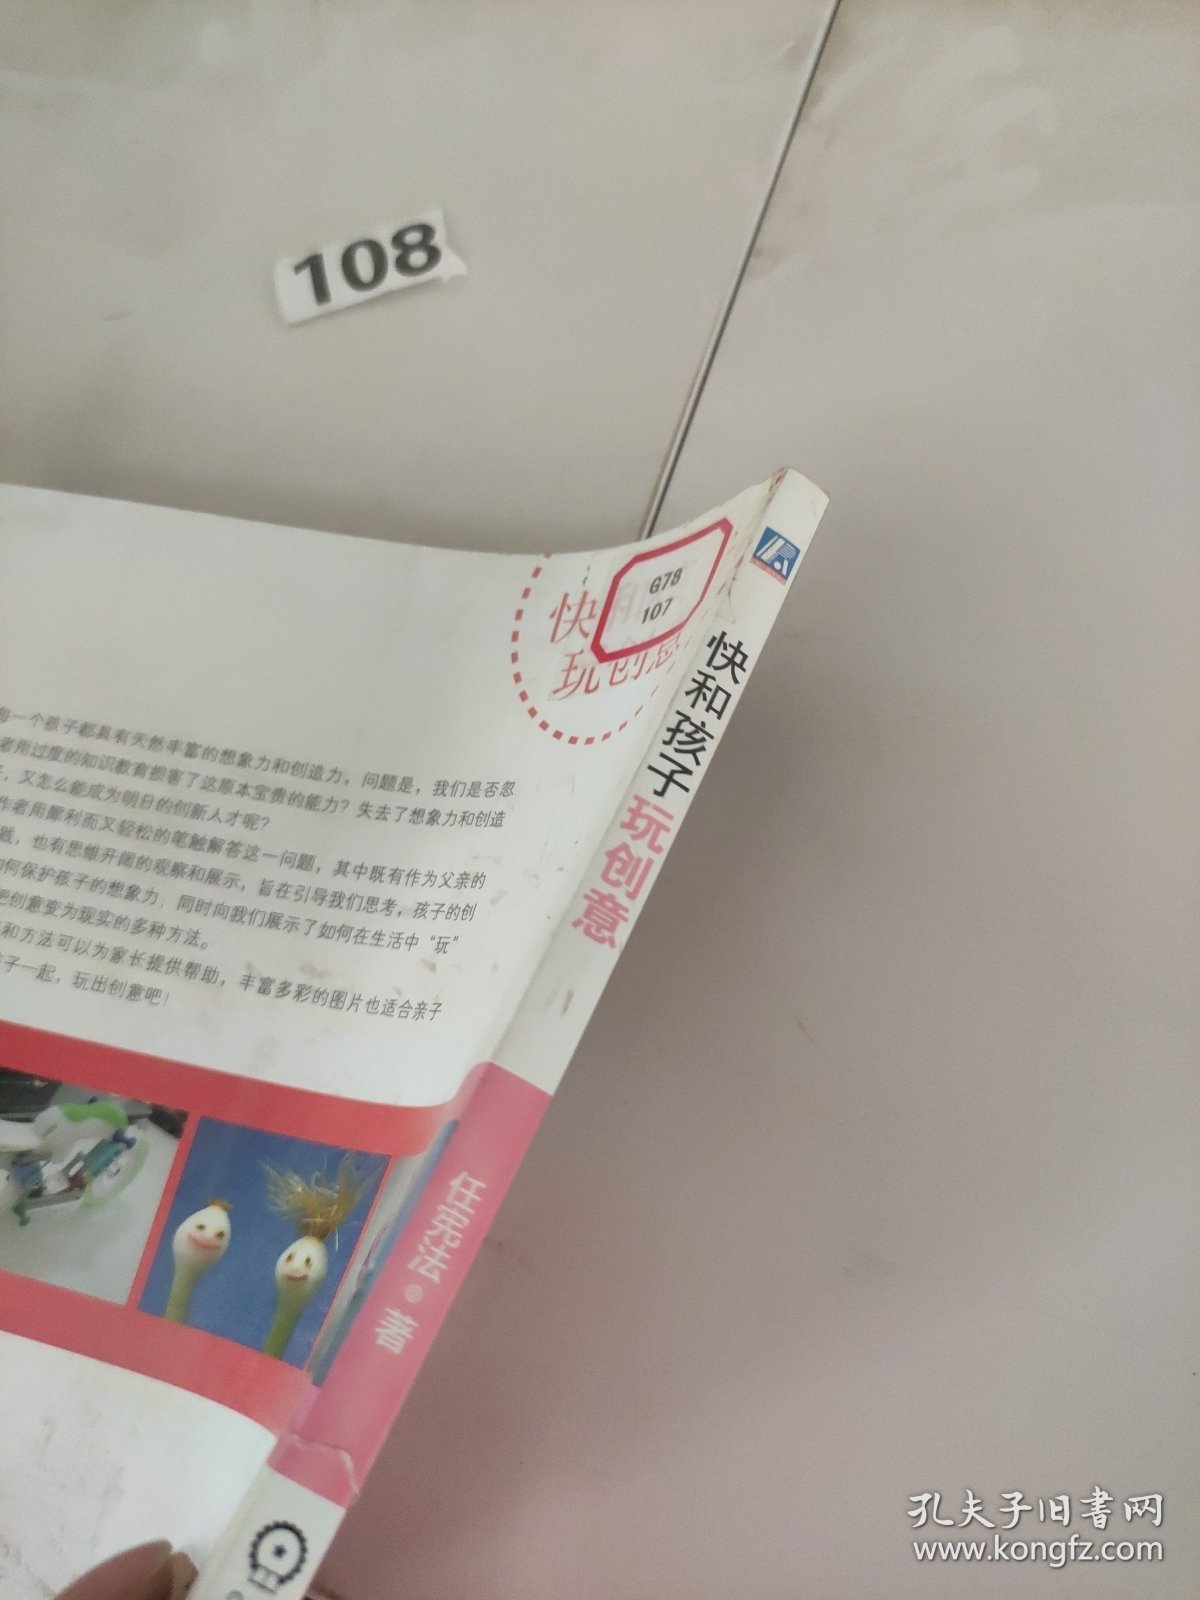 108
G78
107
快
玩创意
每一个孩子都具有天然丰富的想象力和创造力，问题是，我们是否忽
者用过度的知识教育损害了这原本宝贵的能力？失去了想象力和创造
，又怎么能成为明日的创新人才呢？
作者用犀利而又轻松的笔触解答这一问题，其中既有作为父亲的
践，也有思维开阔的观察和展示，旨在引导我们思考，孩子的创
如何保护孩子的想象力；同时向我们展示了如何在生活中“玩”
把创意变为现实的多种方法。
和方法可以为家长提供帮助，丰富多彩的图片也适合亲子
孩子一起，玩出创意吧！
快和孩子玩创意
任宪法·著
孔夫子旧书网
www.kongfz.com